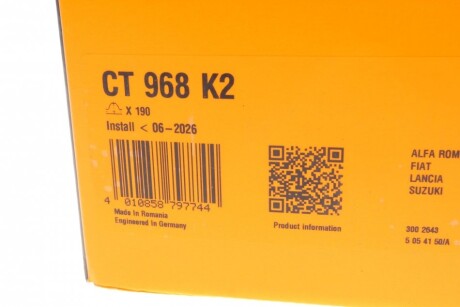 CT 968 K2
X 190
Install < 06-2026
4 010858 797744
Made in Romania
Engineered in Germany
Product information
ALFA ROM
FIAT
LANCIA
SUZUKI
300 2643
5 05 41 50/A